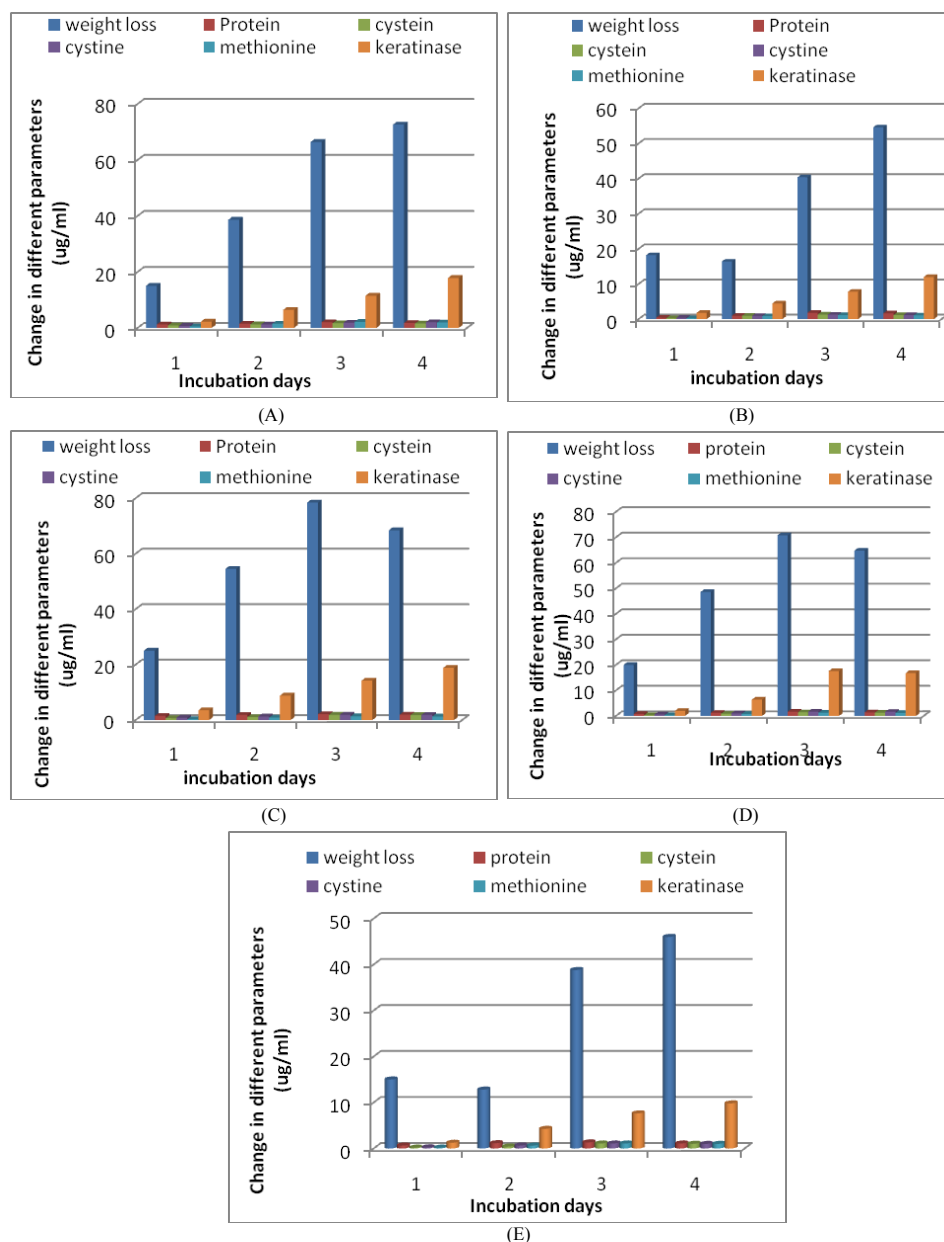 weight loss Protein cystein
cystine methionine keratinase
80
60
40
20
0
Change in different parameters
(ug/ml)
1 2 3 4
Incubation days
(A)
weight loss Protein
cystein cystine
methionine keratinase
60
50
40
30
20
10
0
Change in different parameters
(ug/ml)
1 2 3 4
incubation days
(B)
weight loss Protein cystein
cystine methionine keratinase
80
60
40
20
0
Change in different parameters
(ug/ml)
1 2 3 4
incubation days
(C)
weight loss protein cystein
cystine methionine keratinase
80
70
60
50
40
30
20
10
0
Change in different parameters
(ug/ml)
1 2 3 4
Incubation days
(D)
weight loss protein cystein
cystine methionine keratinase
50
40
30
20
10
0
Change in different parameters
(ug/ml)
1 2 3 4
Incubation days
(E)